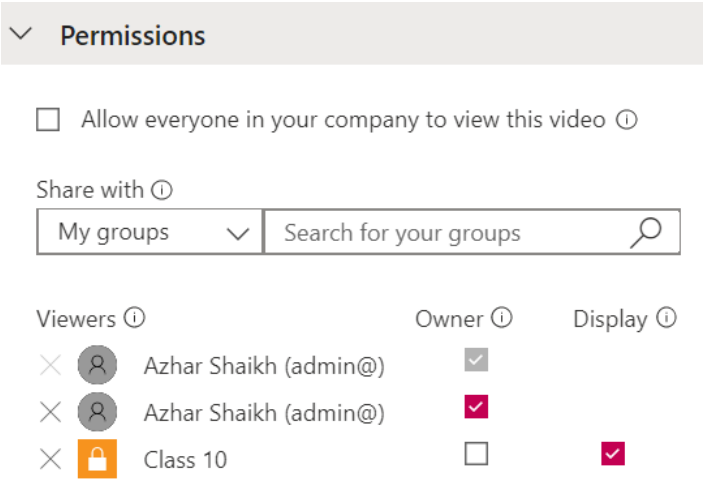 Permissions
Allow everyone in your company to view this video
Share with
My groups Search for your groups
Viewers Owner Display
Azhar Shaikh (admin@)
Azhar Shaikh (admin@)
Class 10